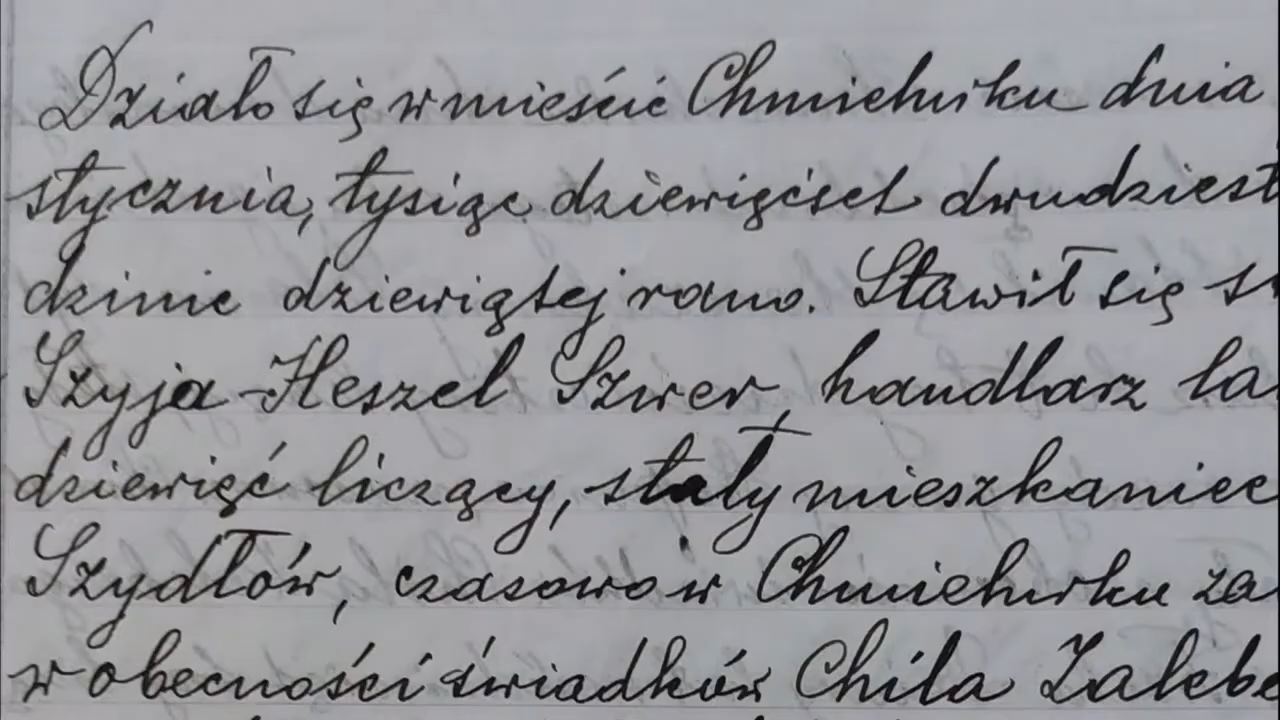 Działo się w mieście Chmielniku dnia
stycznia, tysiąc dziewięćset dwudziest
dzinie dziewiątej rano. Stawił się s
Szyja-Heszel Szwer, handlarz la
dziewięć liczący, stały mieszkaniec
Szydłów, czasowo w Chmielniku za
w obecności świadków Chila Zalcbe